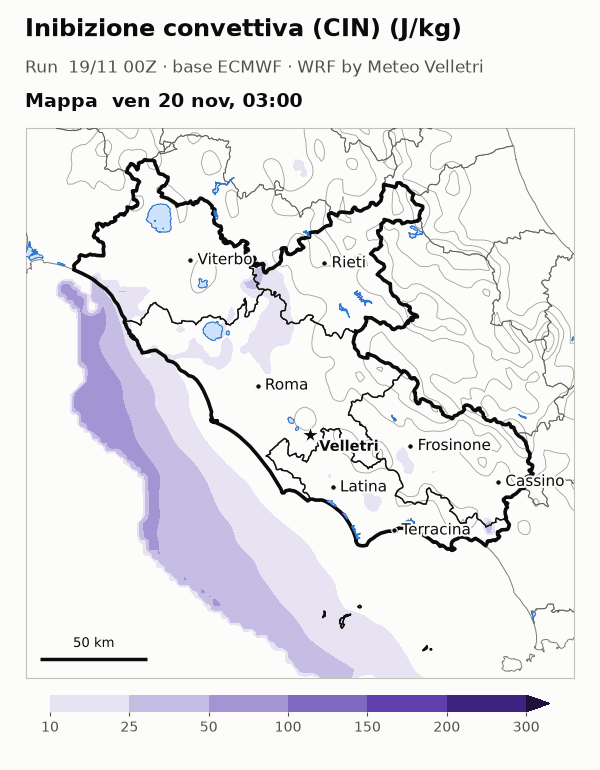 Inibizione convettiva (CIN) (J/kg)
Run  19/11 00Z · base ECMWF · WRF by Meteo Velletri
Mappa  ven 20 nov, 03:00
Viterbo
Rieti
Roma
Velletri
Frosinone
Cassino
Latina
Terracina
50 km
10 25 50 100 150 200 300